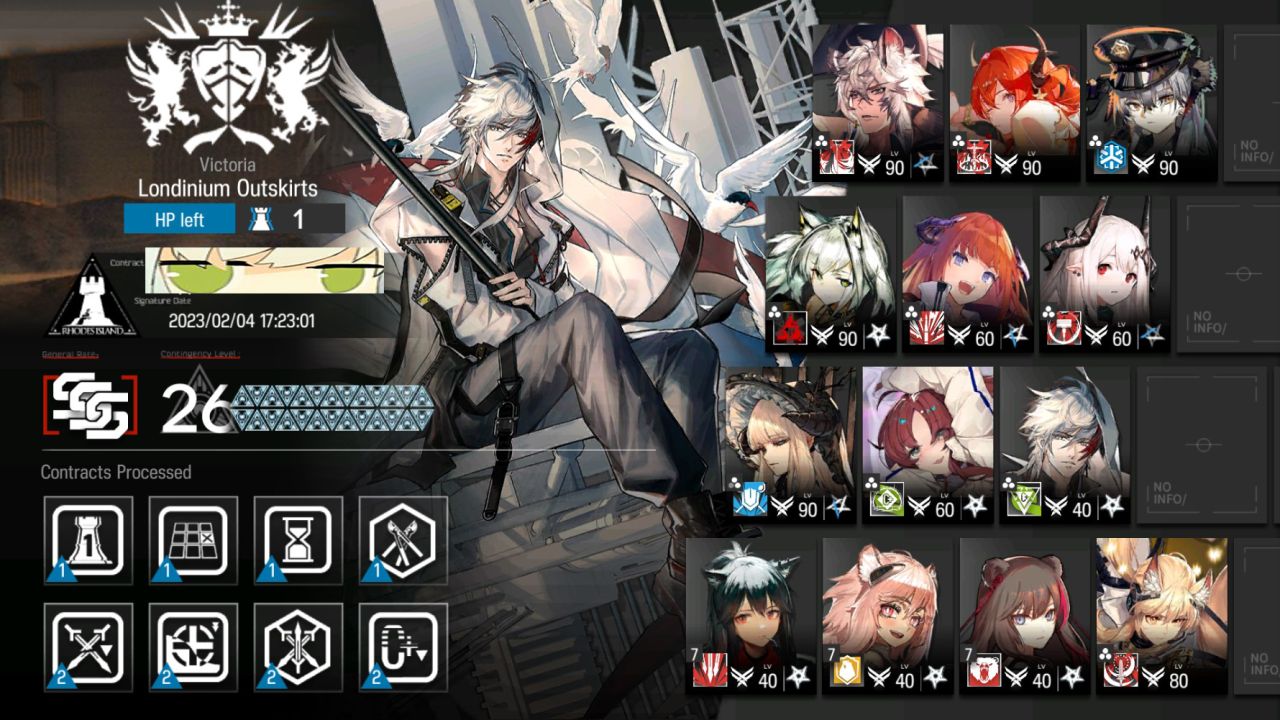 Victoria
Londinium Outskirts
HP left 1
Contract
Signature Date
2023/02/04 17:23:01
RHODES ISLAND
General Rate:
Contingency Level :
SSS
26
Contracts Processed
1
1
1
1
1
2
2
2
2
LV
90
LV
90
LV
90
NO
INFO/
LV
90
LV
60
LV
60
NO
INFO/
LV
90
LV
60
LV
40
NO
INFO/
7
LV
40
7
LV
40
7
LV
40
LV
80
NO
INFO